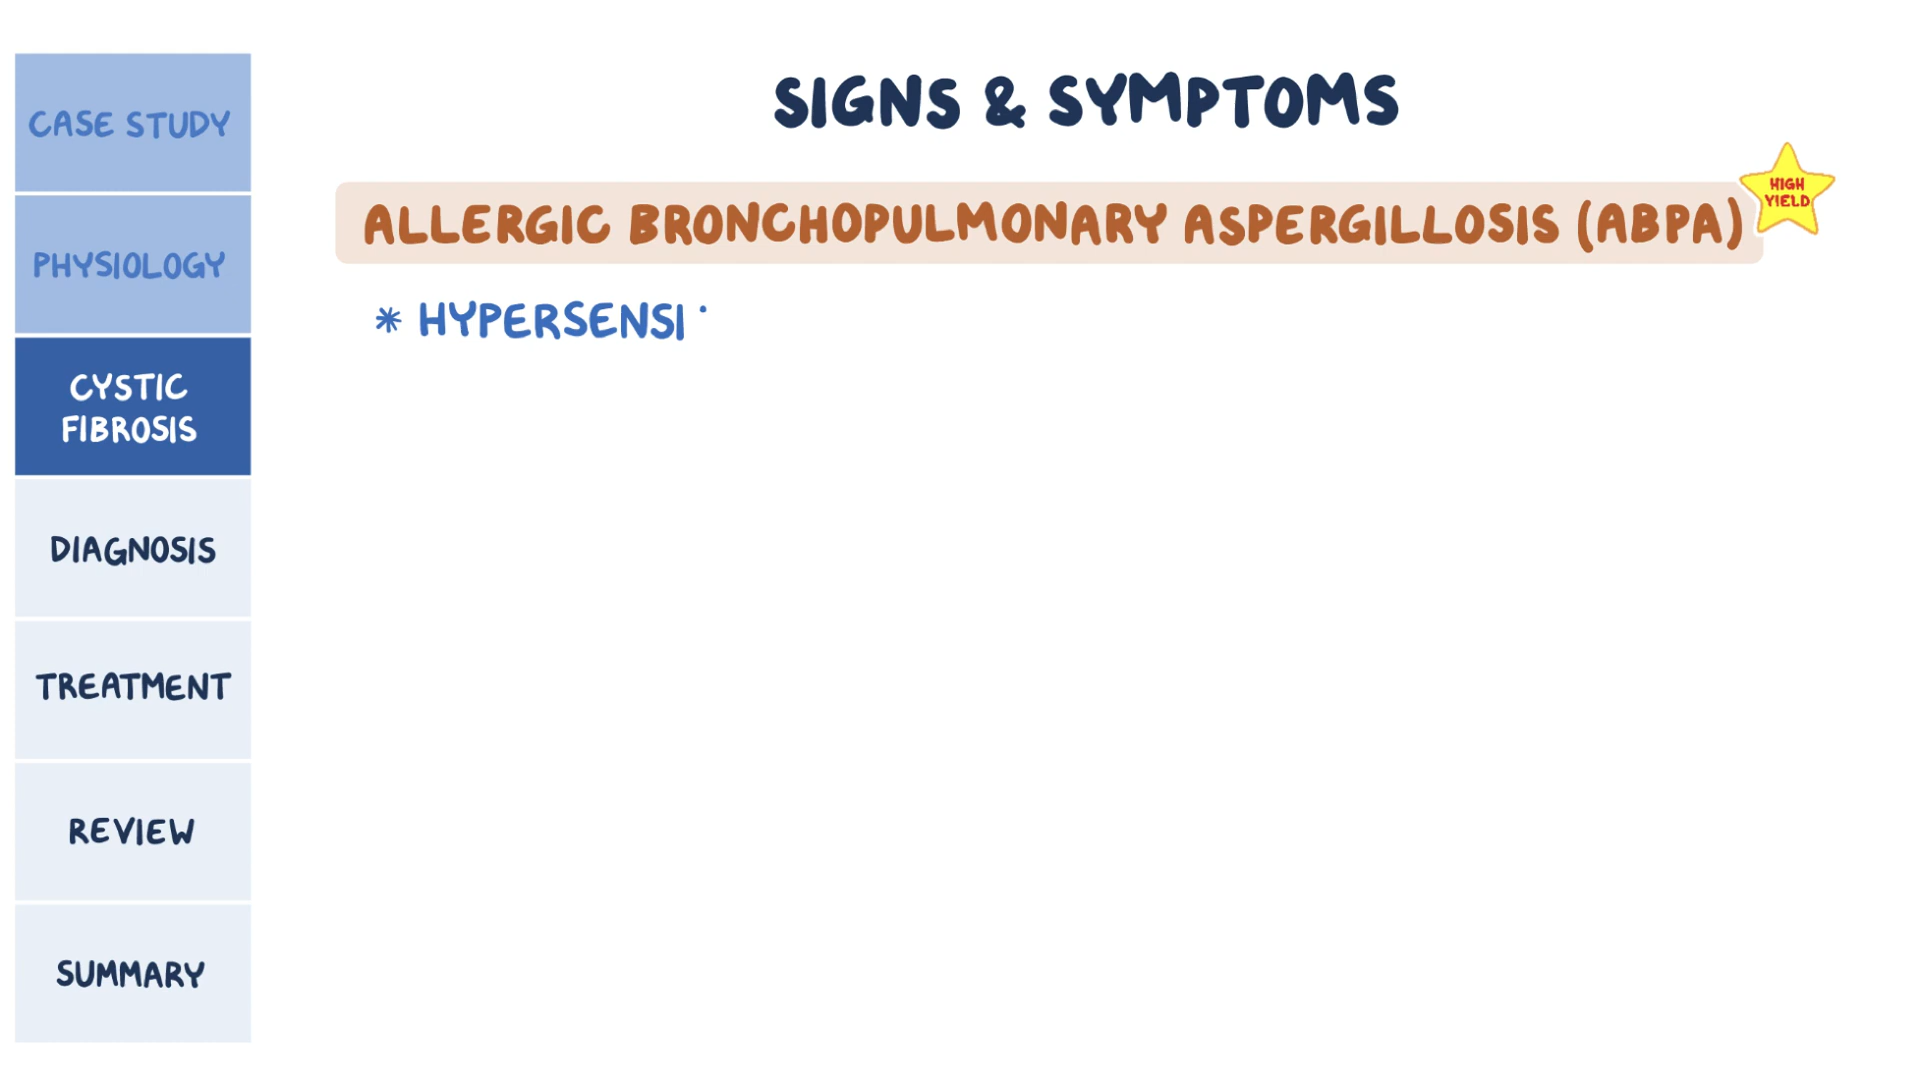 CASE STUDY
PHYSIOLOGY
CYSTIC
FIBROSIS
DIAGNOSIS
TREATMENT
REVIEW
SUMMARY
SIGNS & SYMPTOMS
ALLERGIC BRONCHOPULMONARY ASPERGILLOSIS (ABPA)
HIGH
YIELD
* HYPERSENSI